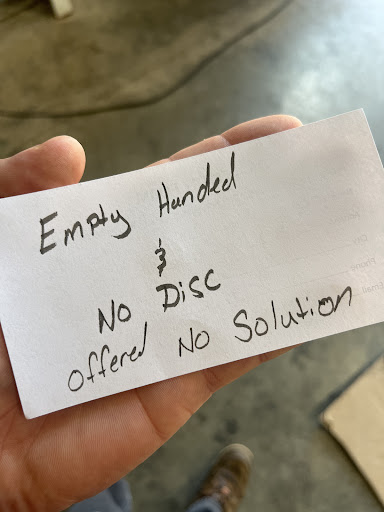 Empty Handed
&
No Disc
offered No Solution